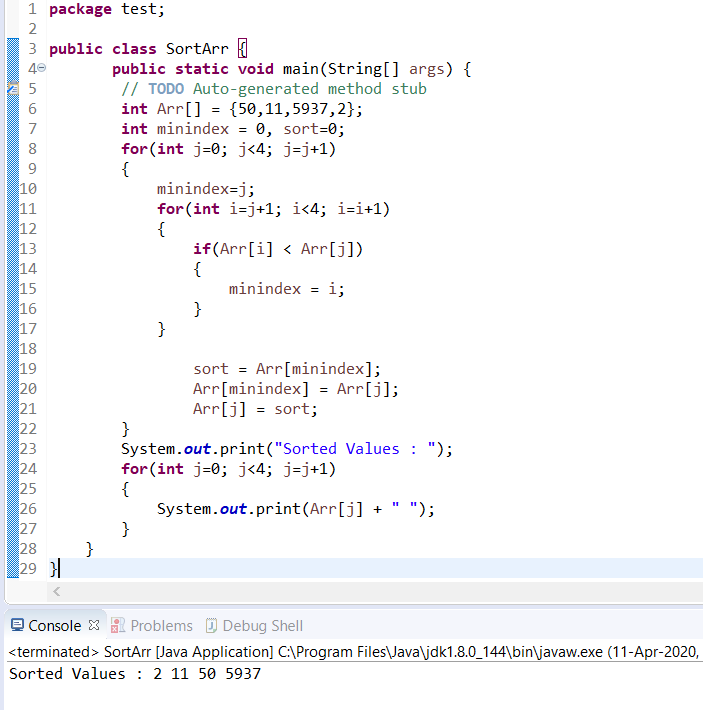 1 package test;
2
3 public class SortArr {
4 public static void main(String[] args) {
5 // TODO Auto-generated method stub
6 int Arr[] = {50,11,5937,2};
7 int minindex = 0, sort=0;
8 for(int j=0; j<4; j=j+1)
9 {
10 minindex=j;
11 for(int i=j+1; i<4; i=i+1)
12 {
13 if(Arr[i] < Arr[j])
14 {
15 minindex = i;
16 }
17 }
18
19 sort = Arr[minindex];
20 Arr[minindex] = Arr[j];
21 Arr[j] = sort;
22 }
23 System.out.print("Sorted Values : ");
24 for(int j=0; j<4; j=j+1)
25 {
26 System.out.print(Arr[j] + " ");
27 }
28 }
29 }
Console Problems Debug Shell
<terminated> SortArr [Java Application] C:\Program Files\Java\jdk1.8.0_144\bin\javaw.exe (11-Apr-2020,
Sorted Values : 2 11 50 5937